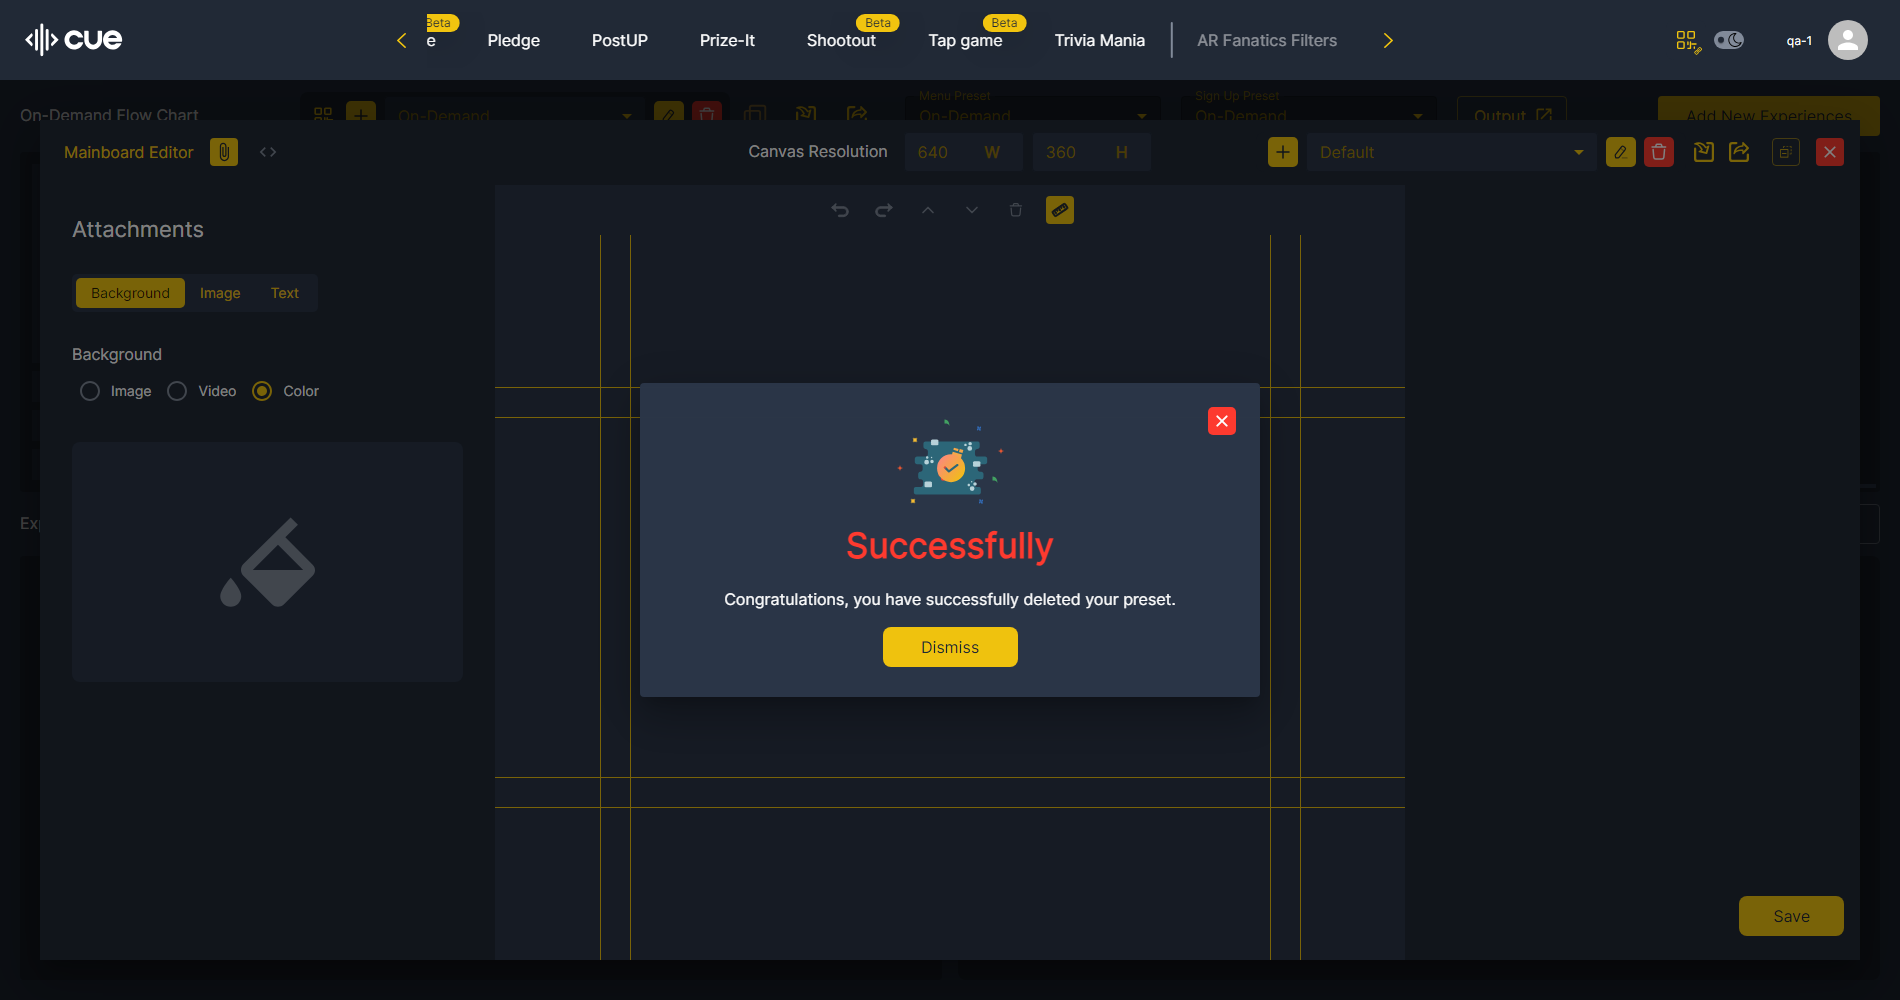 cue
Beta
e
Pledge
PostUP
Prize-It
Beta
Shootout
Beta
Tap game
Trivia Mania
AR Fanatics Filters
qa-1
On-Demand Flow Chart
On-Demand
Menu Preset
On-Demand
Sign Up Preset
On-Demand
Output
Add New Experiences
Mainboard Editor
Canvas Resolution
640 W
360 H
Default
Attachments
Background Image Text
Background
Image Video Color
Exp
Successfully
Congratulations, you have successfully deleted your preset.
Dismiss
Save